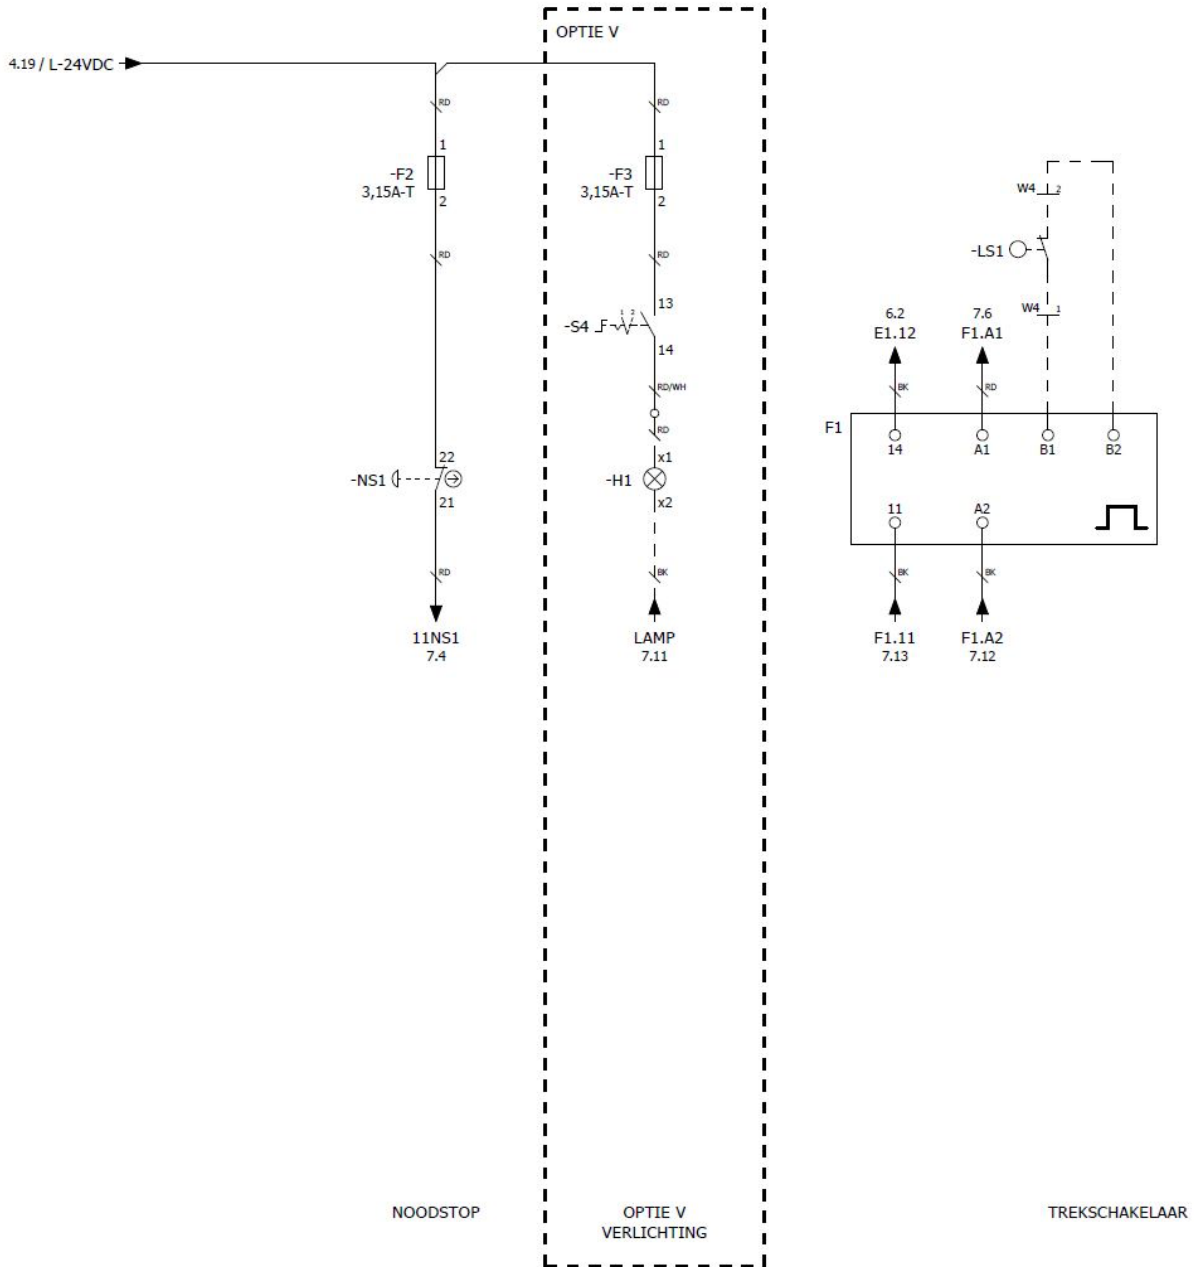 OPTIE V
4.19 / L-24VDC
RD
RD
1
-F2
3,15A-T
2
1
-F3
3,15A-T
2
W4 2
RD
RD
-LS1
13
1 2
-S4
14
W4 1
6.2
E1.12
7.6
F1.A1
RD/WH
BK
RD
RD
F1
14
A1
B1
B2
22
-NS1
21
x1
-H1
x2
11
A2
RD
BK
BK
BK
11NS1
7.4
LAMP
7.11
F1.11
7.13
F1.A2
7.12
NOODSTOP
OPTIE V
VERLICHTING
TREKSCHAKELAAR